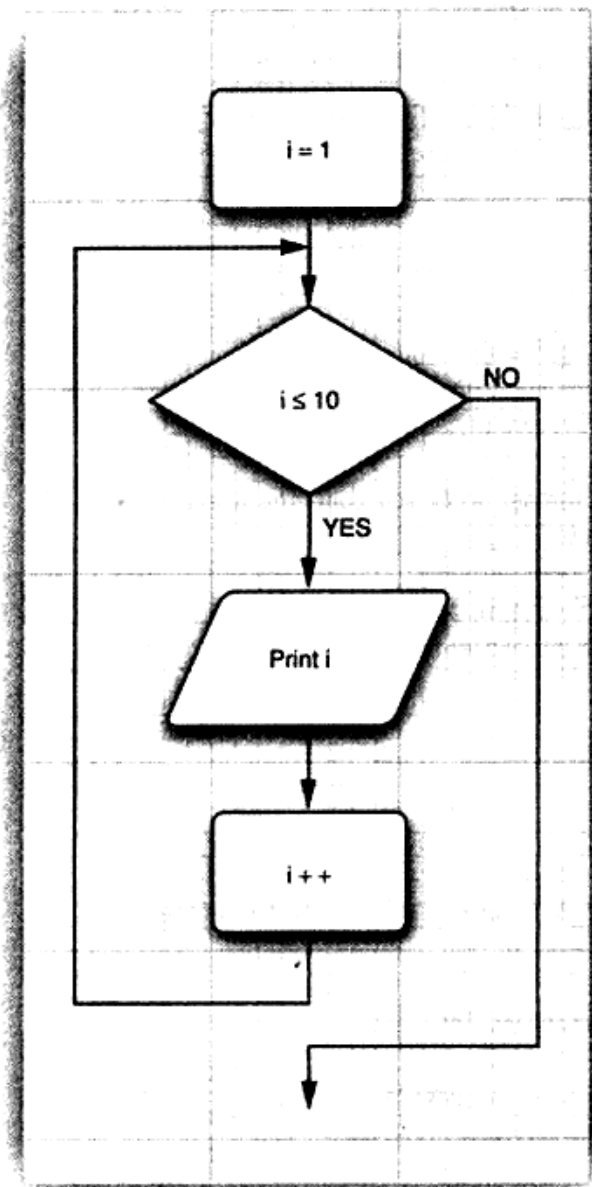 i = 1
i ≤ 10
NO
YES
Print i
i + +